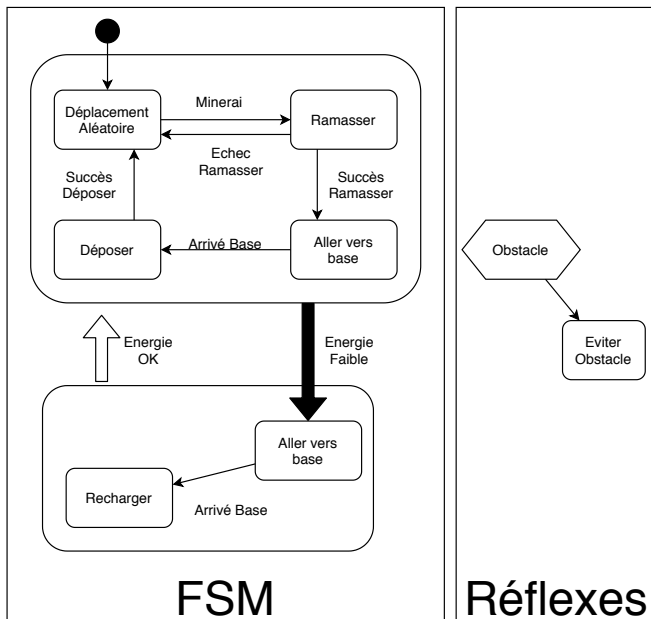 Déplacement
Aléatoire
Minerai
Ramasser
Echec
Ramasser
Succès
Déposer
Succès
Ramasser
Déposer
Arrivé Base
Aller vers
base
Energie
OK
Energie
Faible
Aller vers
base
Recharger
Arrivé Base
FSM
Obstacle
Eviter
Obstacle
Réflexes